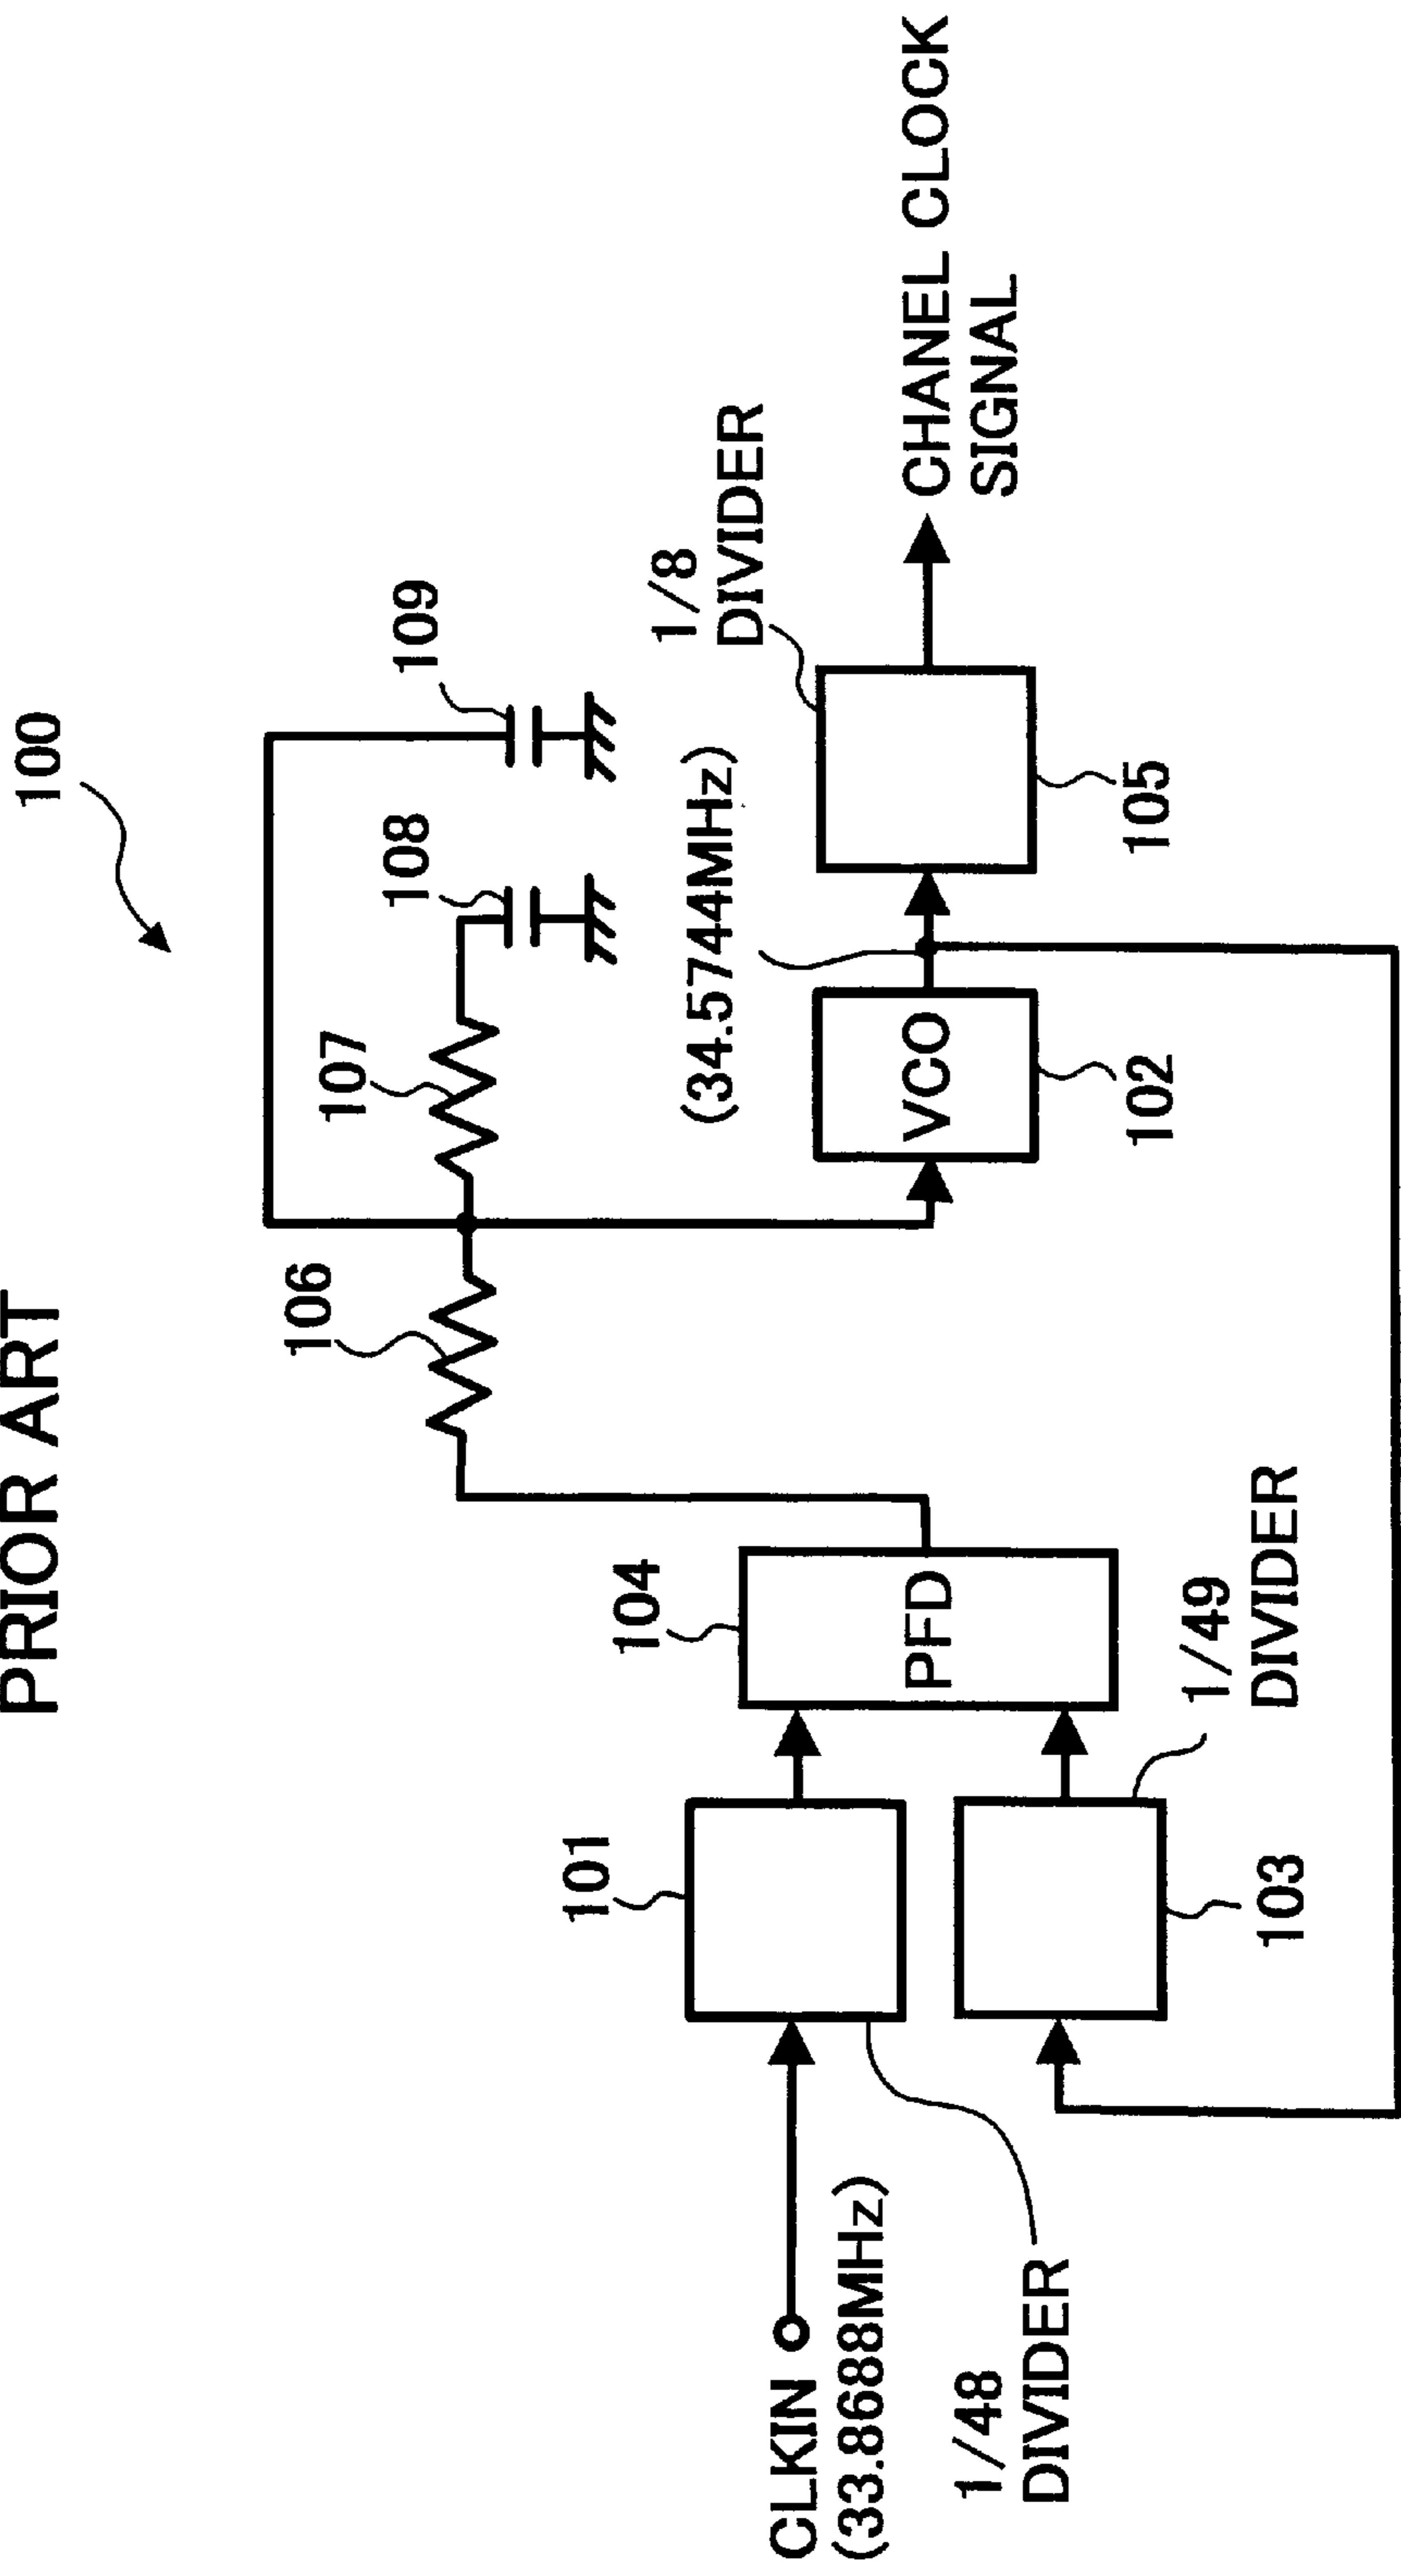 PRIOR ART
100
106
107
108
109
104
PFD
101
CLKIN
(33.8688MHz)
1/48
DIVIDER
103
1/49
DIVIDER
(34.5744MHz)
VCO
102
1/8
DIVIDER
105
CHANNEL CLOCK
SIGNAL